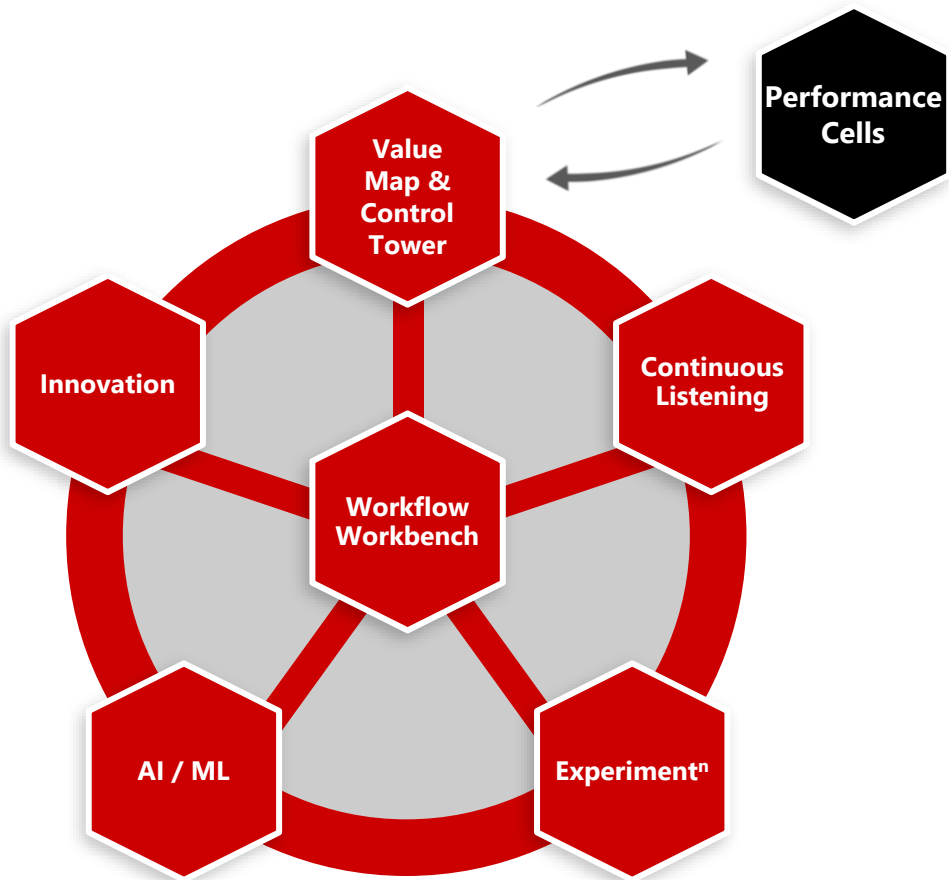 Performance
Cells
Value
Map &
Control
Tower
Innovation
Continuous
Listening
Workflow
Workbench
AI / ML
Experimentⁿ